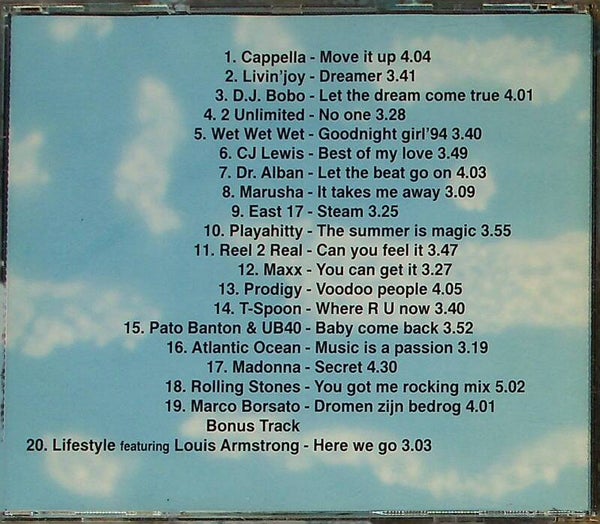 1. Cappella - Move it up 4.04
2. Livin'joy - Dreamer 3.41
3. D.J. Bobo - Let the dream come true 4.01
4. 2 Unlimited - No one 3.28
5. Wet Wet Wet - Goodnight girl'94 3.40
6. CJ Lewis - Best of my love 3.49
7. Dr. Alban - Let the beat go on 4.03
8. Marusha - It takes me away 3.09
9. East 17 - Steam 3.25
10. Playahitty - The summer is magic 3.55
11. Reel 2 Real - Can you feel it 3.47
12. Maxx - You can get it 3.27
13. Prodigy - Voodoo people 4.05
14. T-Spoon - Where R U now 3.40
15. Pato Banton & UB40 - Baby come back 3.52
16. Atlantic Ocean - Music is a passion 3.19
17. Madonna - Secret 4.30
18. Rolling Stones - You got me rocking mix 5.02
19. Marco Borsato - Dromen zijn bedrog 4.01
Bonus Track
20. Lifestyle featuring Louis Armstrong - Here we go 3.03